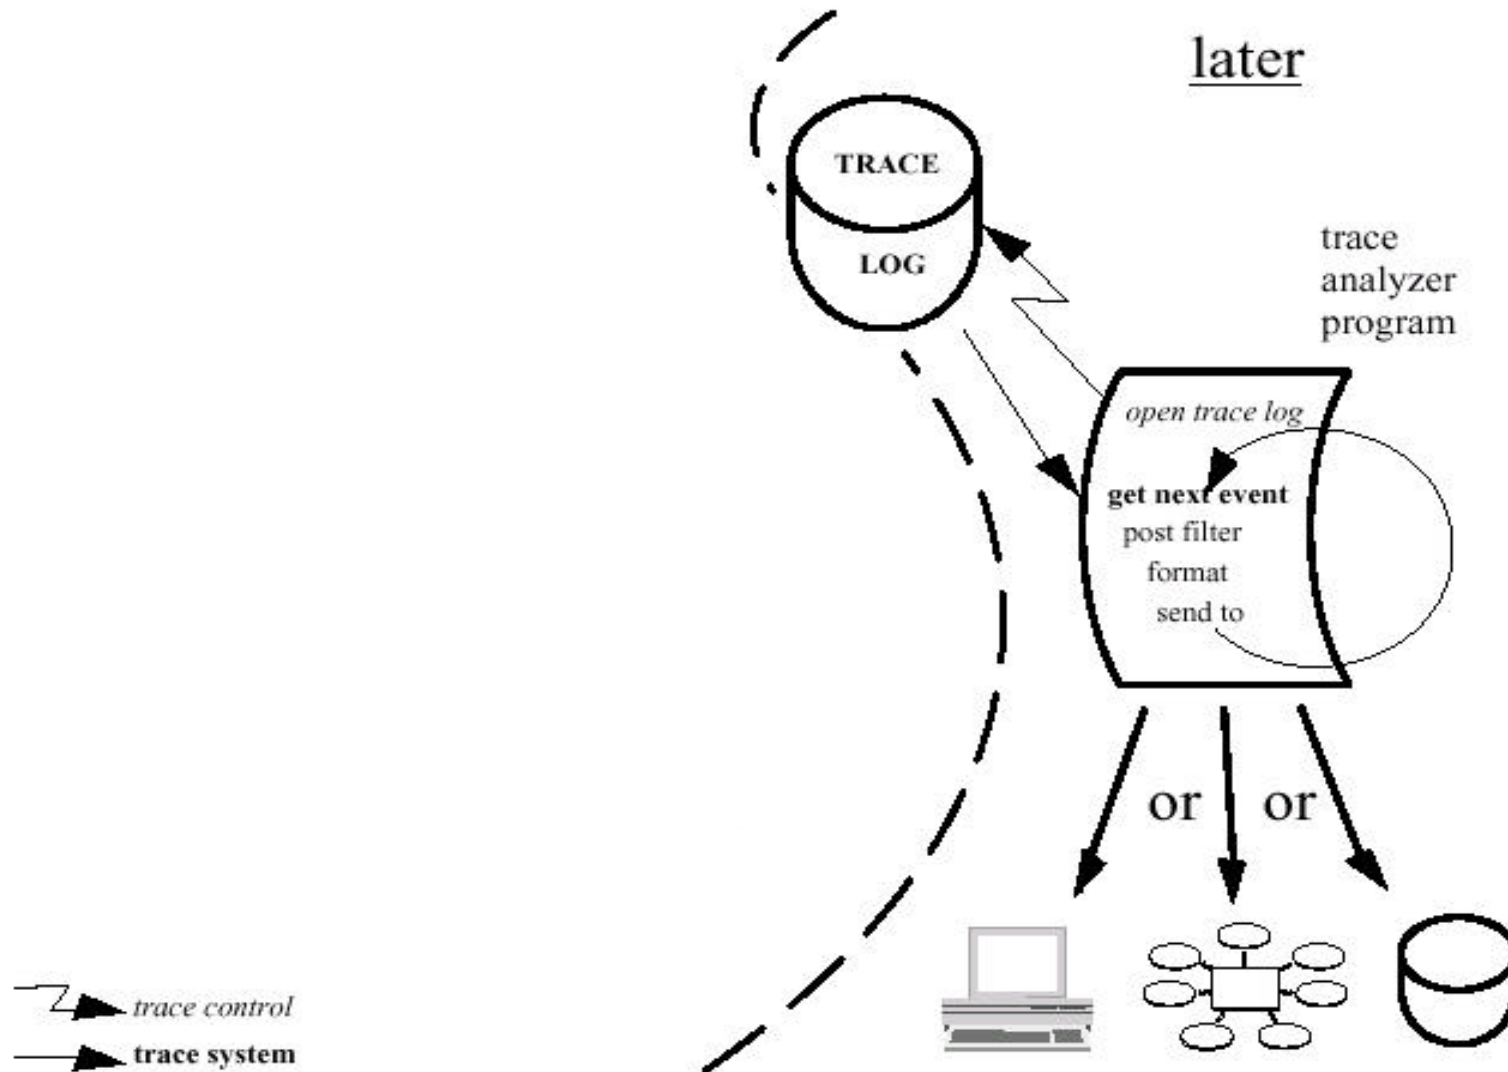 later
TRACE
LOG
trace
analyzer
program
open trace log
get next event
post filter
format
send to
or or
trace control
trace system